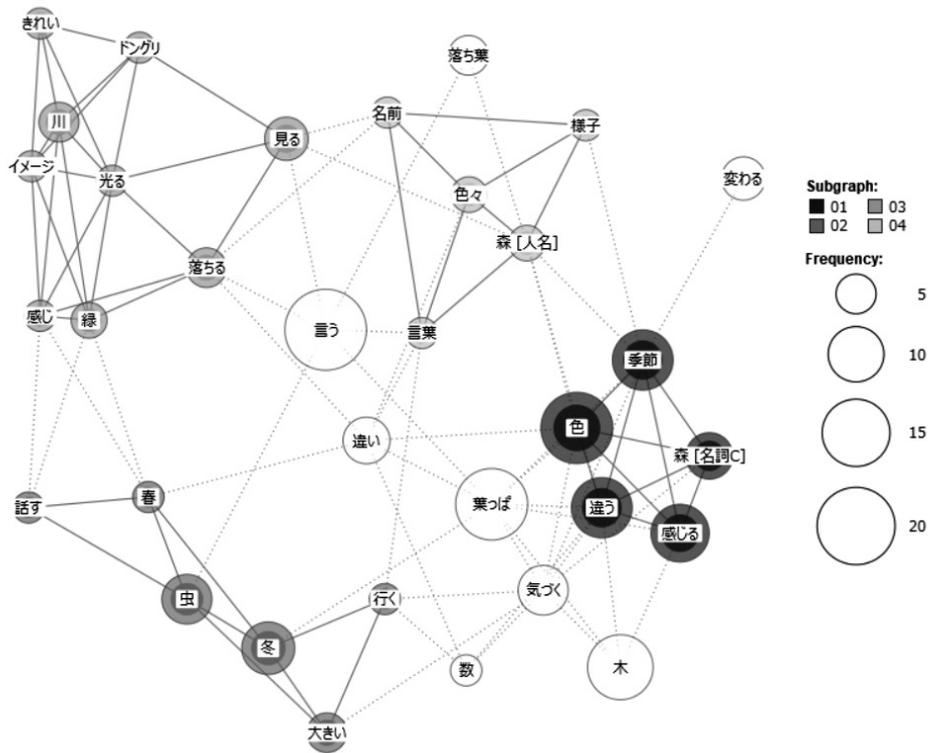 きれい
ドングリ
落ち葉
川
見る
名前
様子
イメージ
光る
色々
変わる
森 [人名]
落ちる
感じ
緑
言う
言葉
季節
色
違い
森 [名詞C]
話す
春
葉っぱ
違う
感じる
虫
行く
気づく
冬
数
木
大きい
Subgraph:
01 03
02 04
Frequency:
5
10
15
20